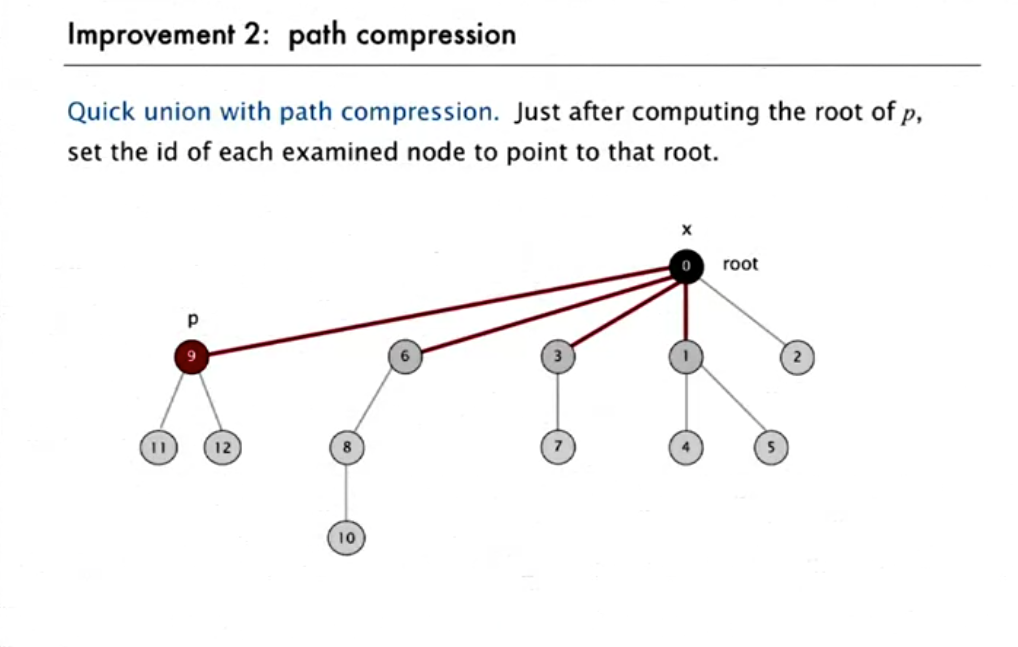 Improvement 2: path compression
Quick union with path compression. Just after computing the root of p,
set the id of each examined node to point to that root.
x
0 root
p
9 6 3 1 2
11 12 8 7 4 5
10